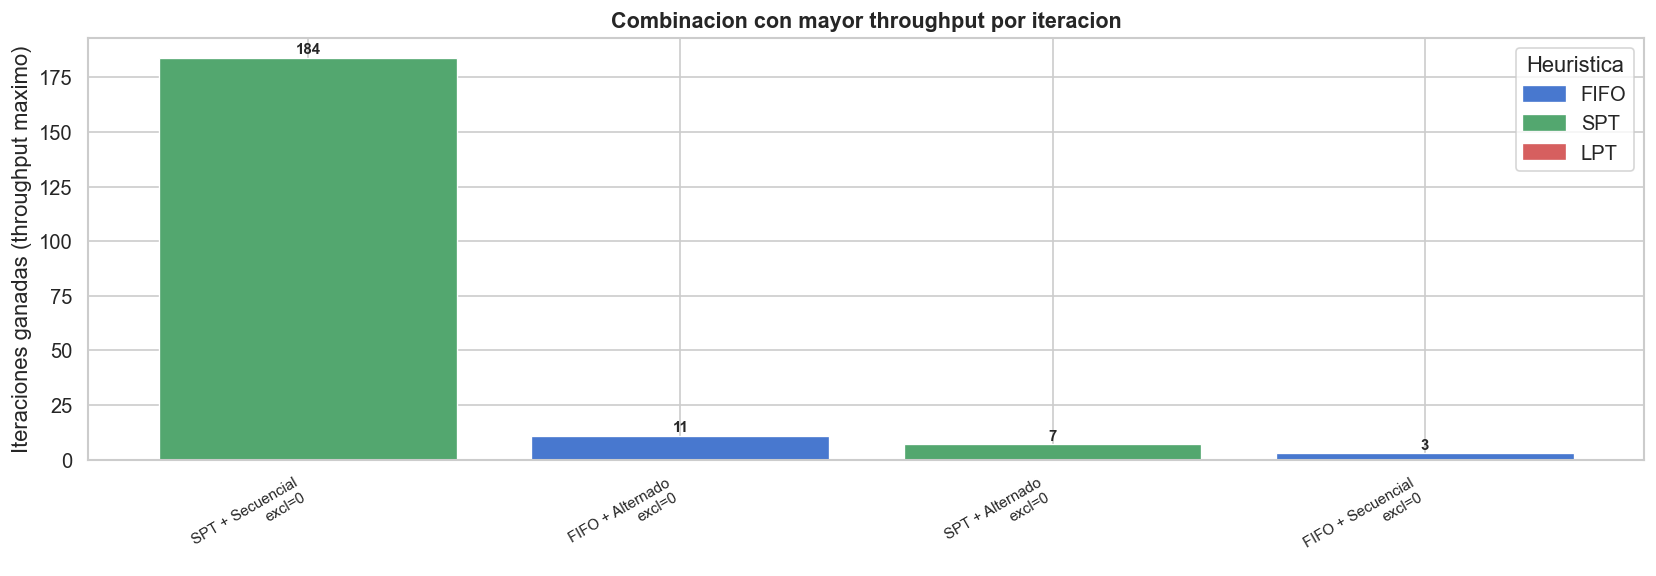 Combinacion con mayor throughput por iteracion
Iteraciones ganadas (throughput maximo)
175
150
125
100
75
50
25
0
184
11
7
3
Heuristica
FIFO
SPT
LPT
SPT + Secuencial
excl=0
FIFO + Alternado
excl=0
SPT + Alternado
excl=0
FIFO + Secuencial
excl=0